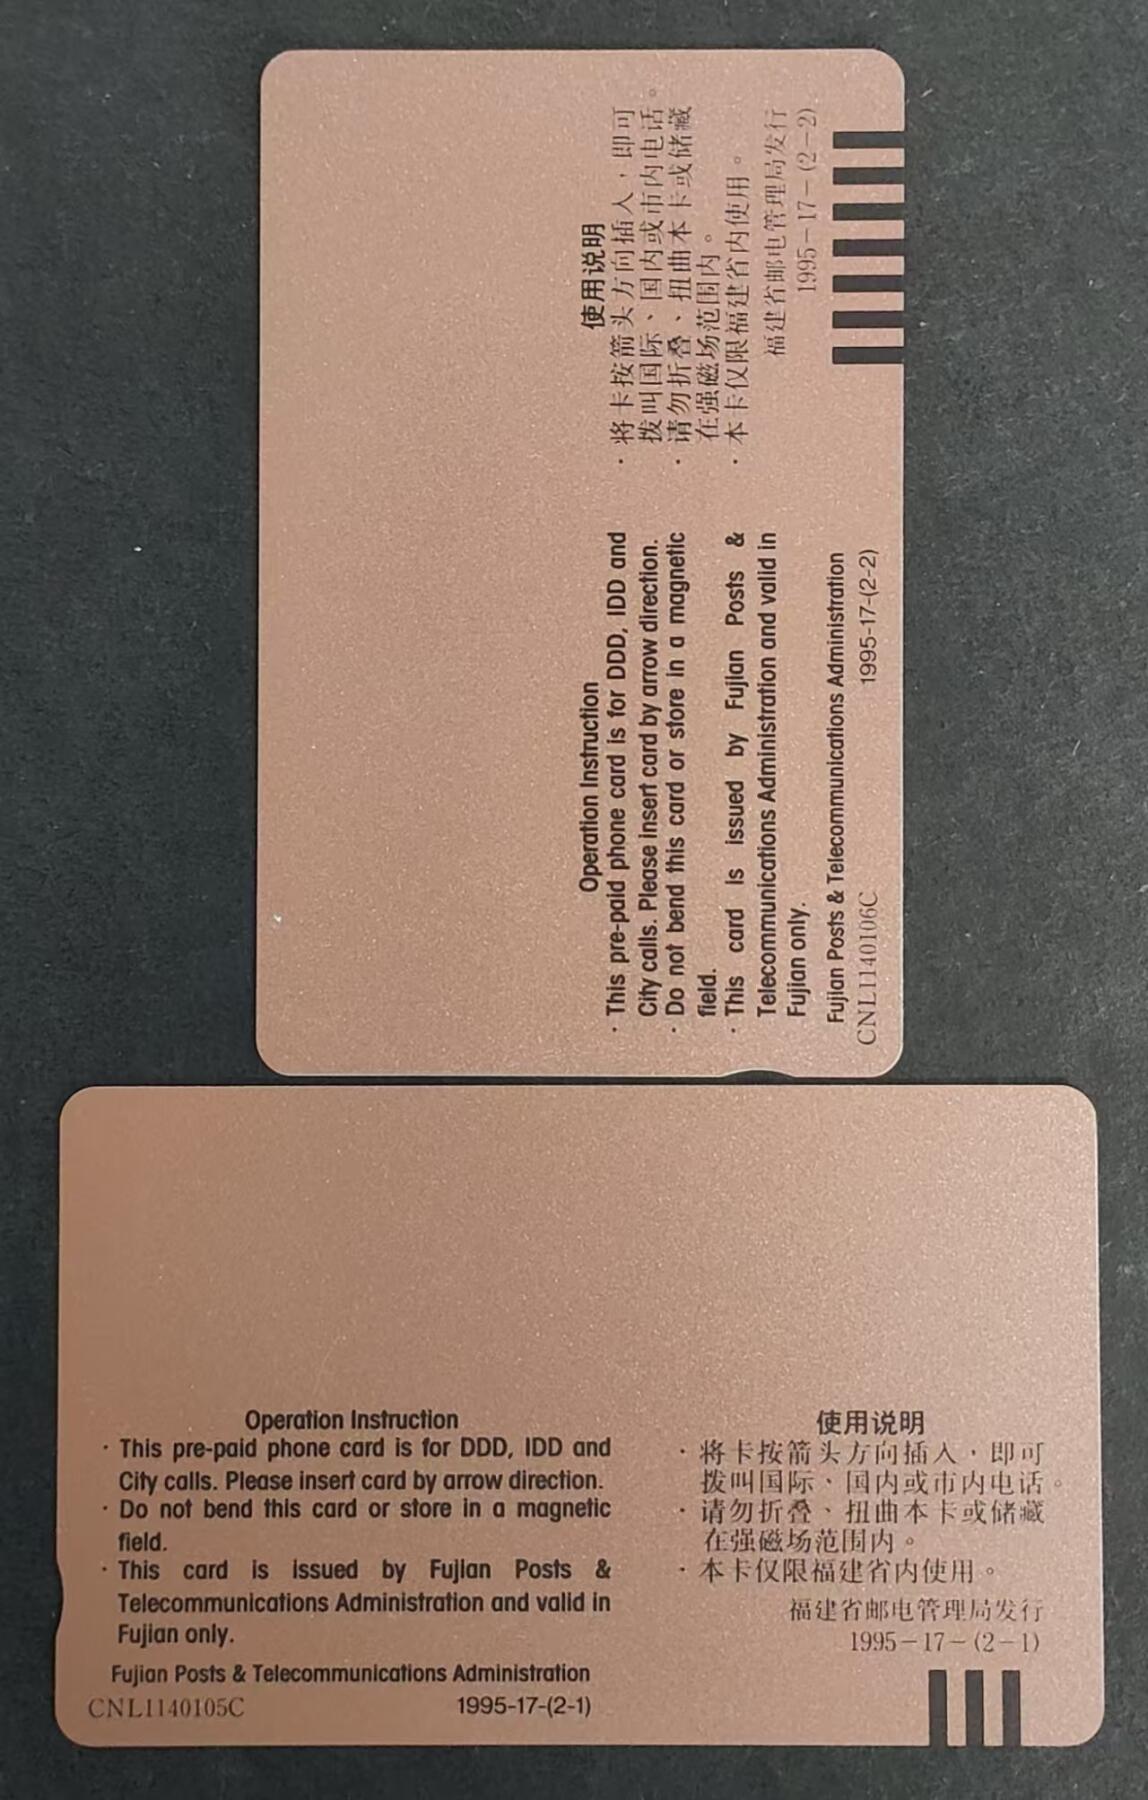 使用说明
· 将卡按箭头方向插入，即可
拨叫国际、国内或市内电话。
· 请勿折叠、扭曲本卡或储藏
在强磁场范围内。
· 本卡仅限福建省内使用。
福建省邮电管理局发行
1995-17-(2-2)
Operation Instruction
· This pre-paid phone card is for DDD, IDD and
City calls. Please insert card by arrow direction.
· Do not bend this card or store in a magnetic
field.
· This card is issued by Fujian Posts &
Telecommunications Administration and valid in
Fujian only.
Fujian Posts & Telecommunications Administration
CNL1140106C 1995-17-(2-2)
Operation Instruction
· This pre-paid phone card is for DDD, IDD and
City calls. Please insert card by arrow direction.
· Do not bend this card or store in a magnetic
field.
· This card is issued by Fujian Posts &
Telecommunications Administration and valid in
Fujian only.
Fujian Posts & Telecommunications Administration
CNL1140105C 1995-17-(2-1)
使用说明
· 将卡按箭头方向插入，即可
拨叫国际、国内或市内电话。
· 请勿折叠、扭曲本卡或储藏
在强磁场范围内。
· 本卡仅限福建省内使用。
福建省邮电管理局发行
1995-17-(2-1)